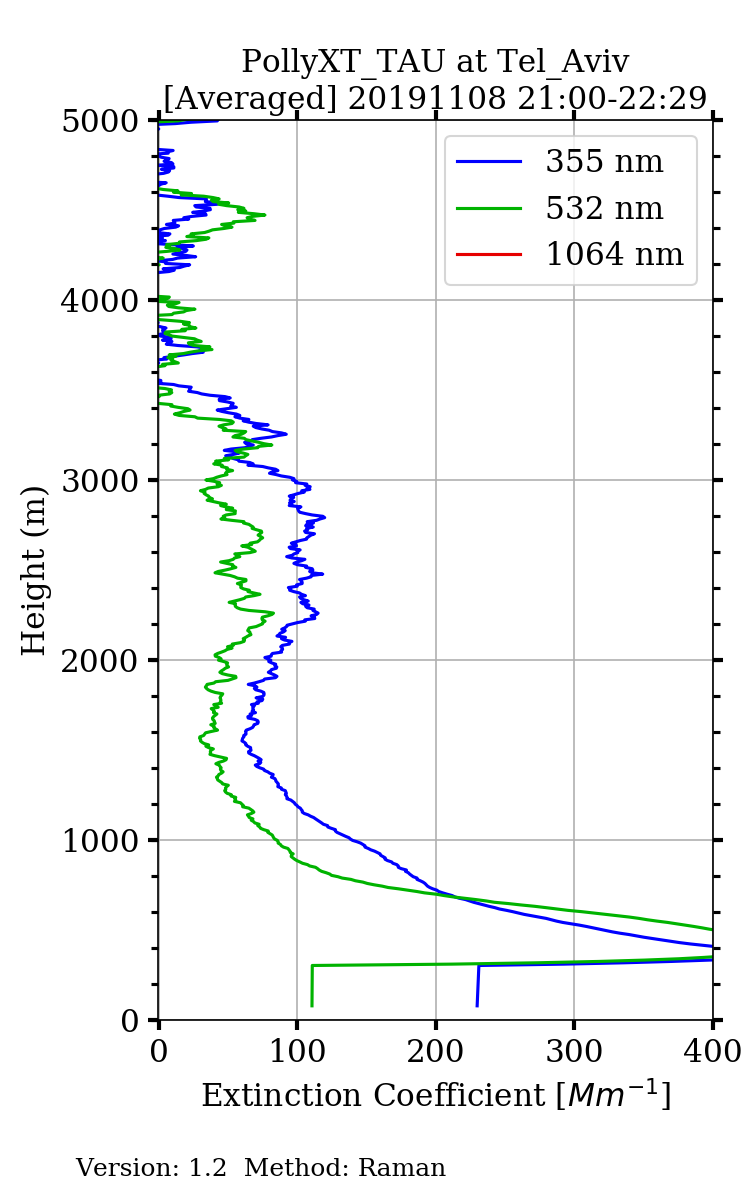 PollyXT_TAU at Tel_Aviv
[Averaged] 20191108 21:00-22:29
355 nm
532 nm
1064 nm
5000
4000
3000
2000
1000
0
Height (m)
0 100 200 300 400
Extinction Coefficient [Mm⁻¹]
Version: 1.2 Method: Raman